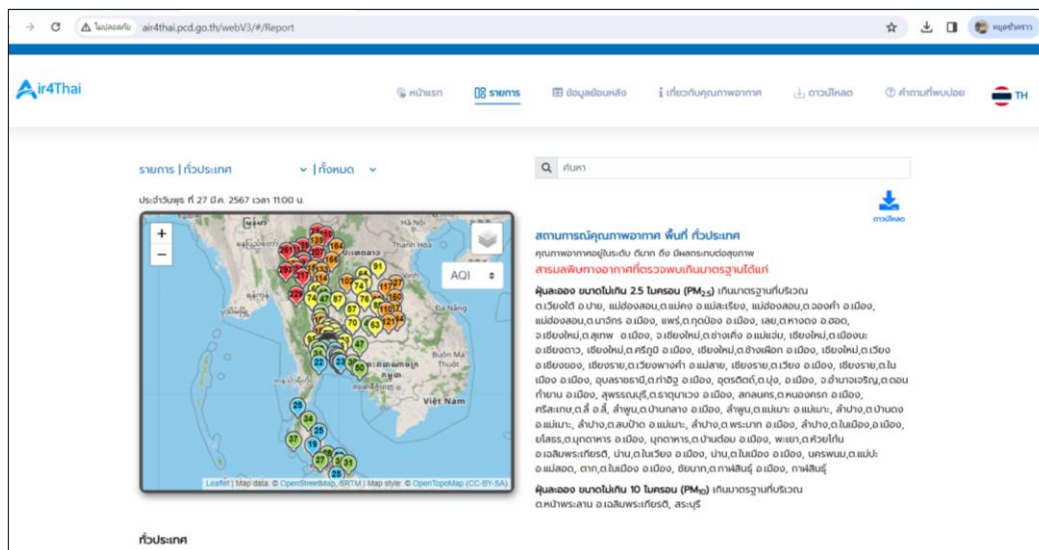 ไม่ปลอดภัย air4thai.pcd.go.th/webV3/#/Report
หยุดชั่วคราว
Air4Thai
หน้าแรก รายการ ข้อมูลย้อนหลัง เกี่ยวกับคุณภาพอากาศ ดาวน์โหลด คำถามที่พบบ่อย TH
รายการ | ทั่วประเทศ | ทั้งหมด
ค้นหา
ประจำวันพุธ ที่ 27 มี.ค. 2567 เวลา 11:00 น.
ดาวน์โหลด
+
−
AQI
Hà Nội
Thanh Hóa
Vinh
Đà Nẵng
Buôn Ma Thuột
Việt Nam
Leaflet | Map data: © OpenStreetMap, SRTM | Map style: © OpenTopoMap (CC-BY-SA)
สถานการณ์คุณภาพอากาศ พื้นที่ ทั่วประเทศ
คุณภาพอากาศอยู่ในระดับ ดีมาก ถึง มีผลกระทบต่อสุขภาพ
สารมลพิษทางอากาศที่ตรวจพบเกินมาตรฐานได้แก่
ฝุ่นละออง ขนาดไม่เกิน 2.5 ไมครอน (PM2.5) เกินมาตรฐานที่บริเวณ
ต.เวียงใต้ อ.ปาย, แม่ฮ่องสอน,ต.แม่คง อ.แม่สะเรียง, แม่ฮ่องสอน,ต.จองคำ อ.เมือง,
แม่ฮ่องสอน,ต.นาจักร อ.เมือง, แพร่,ต.กุดป่อง อ.เมือง, เลย,ต.หางดง อ.ฮอด,
จ.เชียงใหม่,ต.สุเทพ อ.เมือง, จ.เชียงใหม่,ต.ช่างเคิ่ง อ.แม่แจ่ม, เชียงใหม่,ต.เมืองนะ
อ.เชียงดาว, เชียงใหม่,ต.ศรีภูมิ อ.เมือง, เชียงใหม่,ต.ช้างเผือก อ.เมือง, เชียงใหม่,ต.เวียง
อ.เชียงของ, เชียงราย,ต.เวียงพางคำ อ.แม่สาย, เชียงราย,ต.เวียง อ.เมือง, เชียงราย,ต.ใน
เมือง อ.เมือง, อุบลราชธานี,ต.ท่าอิฐ อ.เมือง, อุตรดิตถ์,ต.บุ่ง, อ.เมือง, จ.อำนาจเจริญ,ต.ดอน
กำยาน อ.เมือง, สุพรรณบุรี,ต.ธาตุนาเวง อ.เมือง, สกลนคร,ต.หนองครก อ.เมือง,
ศรีสะเกษ,ต.ลี้ อ.ลี้, ลำพูน,ต.บ้านกลาง อ.เมือง, ลำพูน,ต.แม่เมาะ อ.แม่เมาะ, ลำปาง,ต.บ้านดง
อ.แม่เมาะ, ลำปาง,ต.สบป้าด อ.แม่เมาะ, ลำปาง,ต.พระบาท อ.เมือง, ลำปาง,ต.ในเมือง,อ.เมือง,
ยโสธร,ต.มุกดาหาร อ.เมือง, มุกดาหาร,ต.บ้านต๋อม อ.เมือง, พะเยา,ต.ห้วยโก๋น
อ.เฉลิมพระเกียรติ, น่าน,ต.ในเวียง อ.เมือง, น่าน,ต.ในเมือง อ.เมือง, นครพนม,ต.แม่ปะ
อ.แม่สอด, ตาก,ต.ในเมือง อ.เมือง, ชัยนาท,ต.กาฬสินธุ์ อ.เมือง, กาฬสินธุ์
ฝุ่นละออง ขนาดไม่เกิน 10 ไมครอน (PM10) เกินมาตรฐานที่บริเวณ
ต.หน้าพระลาน อ.เฉลิมพระเกียรติ, สระบุรี
ทั่วประเทศ